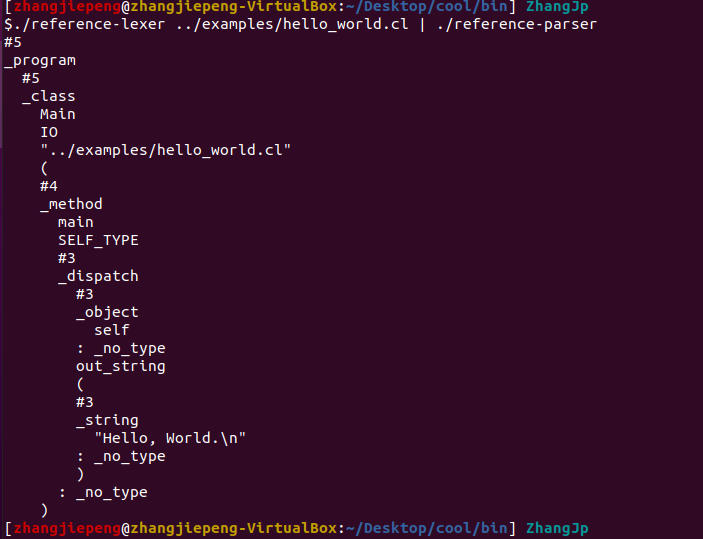 [zhangjiepeng@zhangjiepeng-VirtualBox:~/Desktop/cool/bin] ZhangJp
$./reference-lexer ../examples/hello_world.cl | ./reference-parser
#5
_program
  #5
  _class
    Main
    IO
    "../examples/hello_world.cl"
    (
    #4
    _method
      main
      SELF_TYPE
      #3
      _dispatch
        #3
        _object
          self
        : _no_type
        out_string
        (
        #3
        _string
          "Hello, World.\n"
        : _no_type
        )
      : _no_type
    )
[zhangjiepeng@zhangjiepeng-VirtualBox:~/Desktop/cool/bin] ZhangJp